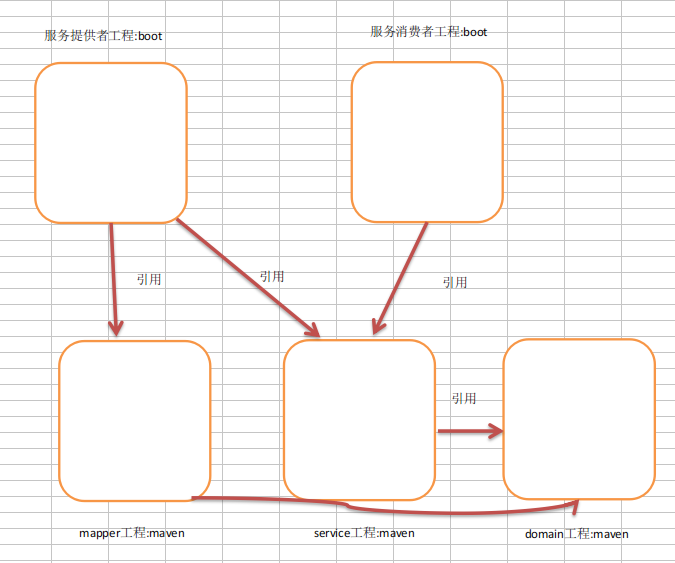 服务提供者工程:boot
服务消费者工程:boot
引用
引用
引用
引用
mapper工程:maven
service工程:maven
domain工程:maven